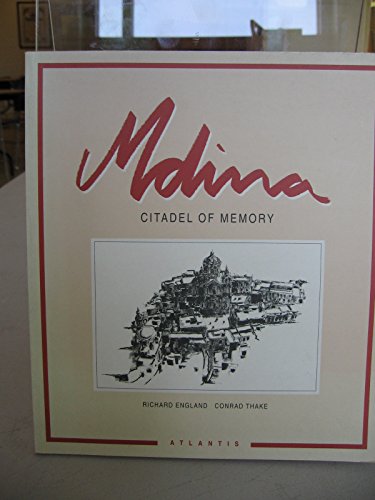 Mdina
CITADEL OF MEMORY
RICHARD ENGLAND CONRAD THAKE
ATLANTIS